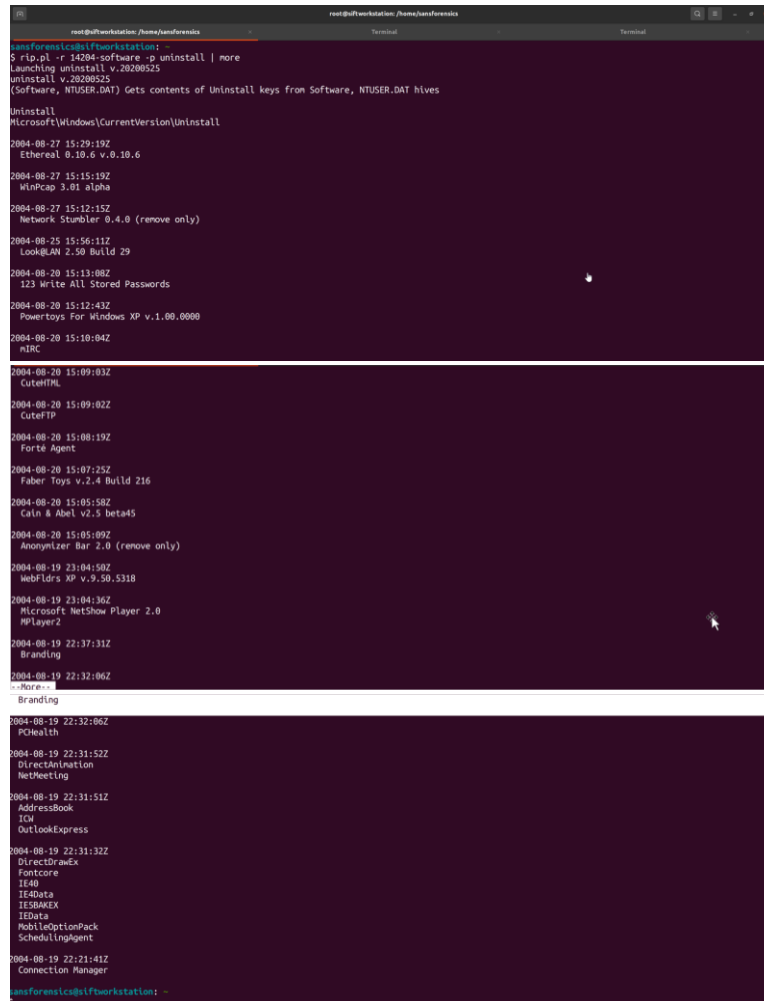 root@siftworkstation: /home/sansforensics
root@siftworkstation: /home/sansforensics
Terminal
Terminal
sansforensics@siftworkstation: ~
$ rip.pl -r 14204-software -p uninstall | more
Launching uninstall v.20200525
uninstall v.20200525
(Software, NTUSER.DAT) Gets contents of Uninstall keys from Software, NTUSER.DAT hives
Uninstall
Microsoft\Windows\CurrentVersion\Uninstall
2004-08-27 15:29:19Z
Ethereal 0.10.6 v.0.10.6
2004-08-27 15:15:19Z
WinPcap 3.01 alpha
2004-08-27 15:12:15Z
Network Stumbler 0.4.0 (remove only)
2004-08-25 15:56:11Z
Look@LAN 2.50 Build 29
2004-08-20 15:13:08Z
123 Write All Stored Passwords
2004-08-20 15:12:43Z
Powertoys For Windows XP v.1.00.0000
2004-08-20 15:10:04Z
mIRC
2004-08-20 15:09:03Z
CuteHTML
2004-08-20 15:09:02Z
CuteFTP
2004-08-20 15:08:19Z
Forté Agent
2004-08-20 15:07:25Z
Faber Toys v.2.4 Build 216
2004-08-20 15:05:58Z
Cain & Abel v2.5 beta45
2004-08-20 15:05:09Z
Anonymizer Bar 2.0 (remove only)
2004-08-19 23:04:50Z
WebFldrs XP v.9.50.5318
2004-08-19 23:04:36Z
Microsoft NetShow Player 2.0
MPlayer2
2004-08-19 22:37:31Z
Branding
2004-08-19 22:32:06Z
--More--
Branding
2004-08-19 22:32:06Z
PCHealth
2004-08-19 22:31:52Z
DirectAnimation
NetMeeting
2004-08-19 22:31:51Z
AddressBook
ICW
OutlookExpress
2004-08-19 22:31:32Z
DirectDrawEx
Fontcore
IE40
IE4Data
IE5BAKEX
IEData
MobileOptionPack
SchedulingAgent
2004-08-19 22:21:41Z
Connection Manager
sansforensics@siftworkstation: ~